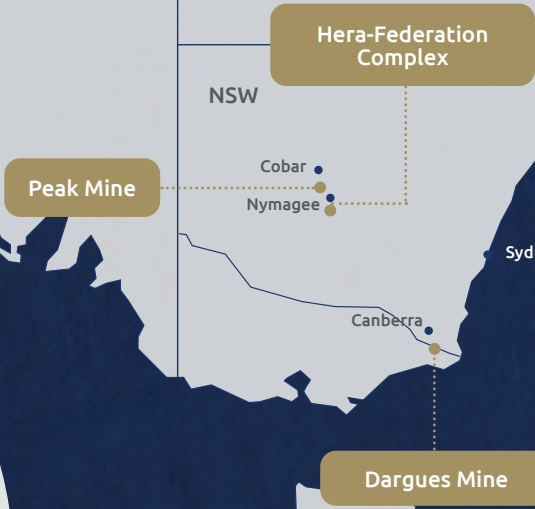 Hera-Federation
Complex
NSW
Cobar
Peak Mine
Nymagee
Canberra
Dargues Mine